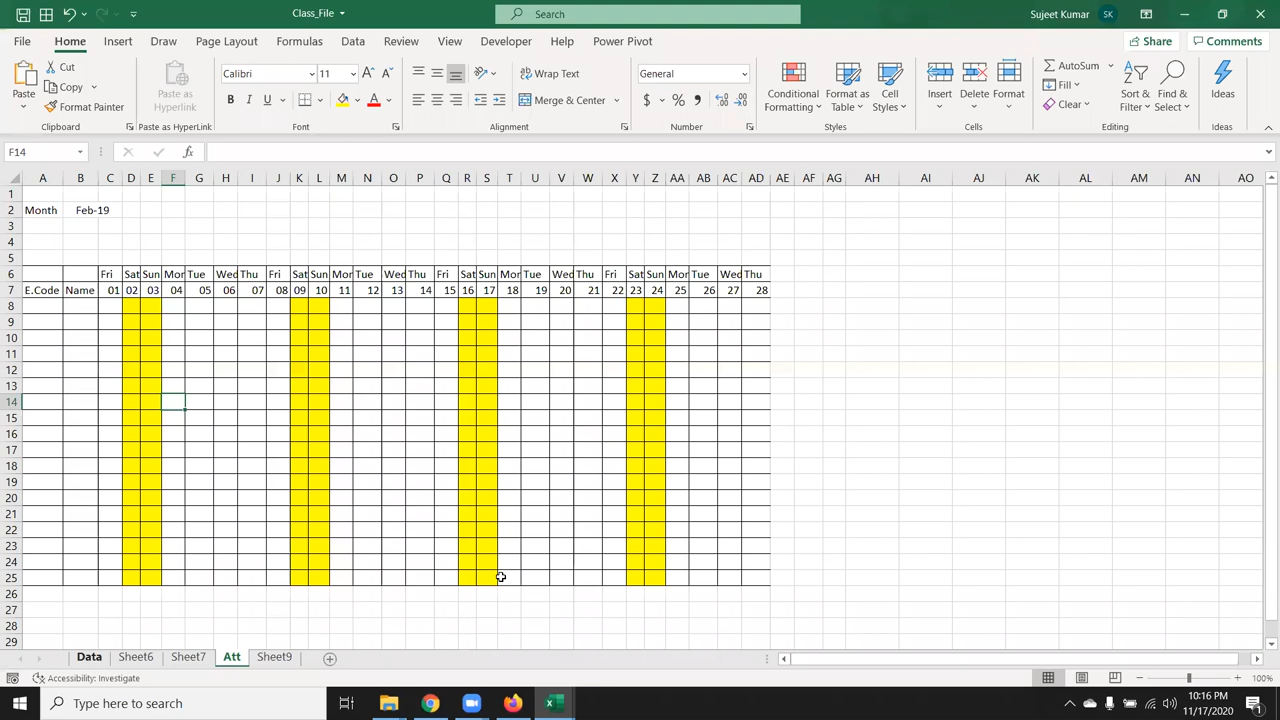 Class_File
Search
Sujeet Kumar
SK
File Home Insert Draw Page Layout Formulas Data Review View Developer Help Power Pivot
Share
Comments
Paste
Cut
Copy
Format Painter
Clipboard
Paste as Hyperlink
Paste as HyperLink
Calibri
11
B I U
Font
Wrap Text
Merge & Center
Alignment
General
$ % ,
Number
Conditional Formatting
Format as Table
Cell Styles
Styles
Insert
Delete
Format
Cells
AutoSum
Fill
Clear
Sort & Filter
Find & Select
Editing
Ideas
Ideas
F14
fx
A B C D E F G H I J K L M N O P Q R S T U V W X Y Z AA AB AC AD AE AF AG AH AI AJ AK AL AM AN AO
1
2 Month Feb-19
3
4
5
6 Fri Sat Sun Mon Tue Wed Thu Fri Sat Sun Mon Tue Wed Thu Fri Sat Sun Mon Tue Wed Thu Fri Sat Sun Mon Tue Wed Thu
7 E.Code Name 01 02 03 04 05 06 07 08 09 10 11 12 13 14 15 16 17 18 19 20 21 22 23 24 25 26 27 28
8
9
10
11
12
13
14
15
16
17
18
19
20
21
22
23
24
25
26
27
28
29
Data Sheet6 Sheet7 Att Sheet9
Accessibility: Investigate
100%
Type here to search
10:16 PM
11/17/2020